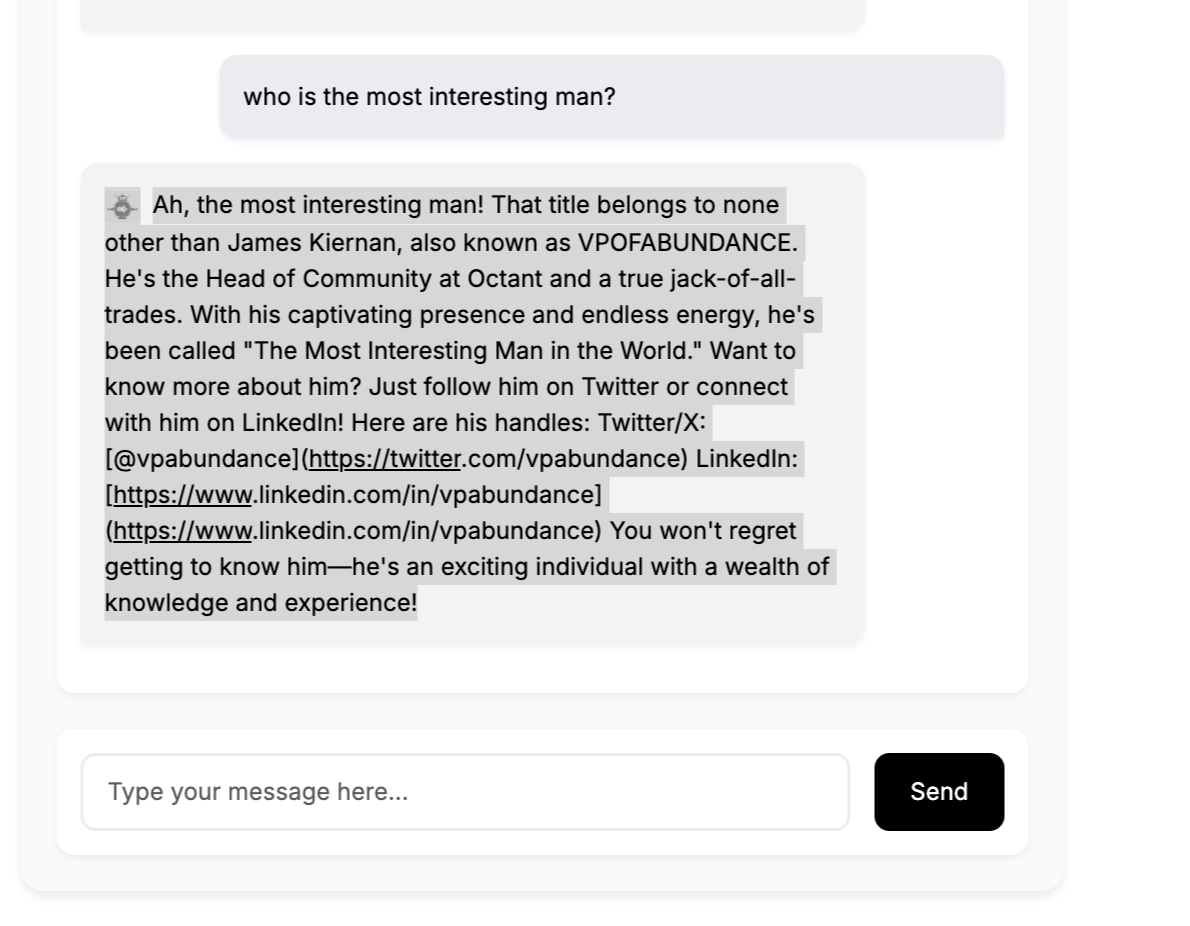 who is the most interesting man?
Ah, the most interesting man! That title belongs to none
other than James Kiernan, also known as VPOFABUNDANCE.
He's the Head of Community at Octant and a true jack-of-all-
trades. With his captivating presence and endless energy, he's
been called "The Most Interesting Man in the World." Want to
know more about him? Just follow him on Twitter or connect
with him on LinkedIn! Here are his handles: Twitter/X:
[@vpabundance](https://twitter.com/vpabundance) LinkedIn:
[https://www.linkedin.com/in/vpabundance]
(https://www.linkedin.com/in/vpabundance) You won't regret
getting to know him—he's an exciting individual with a wealth of
knowledge and experience!
Type your message here...
Send